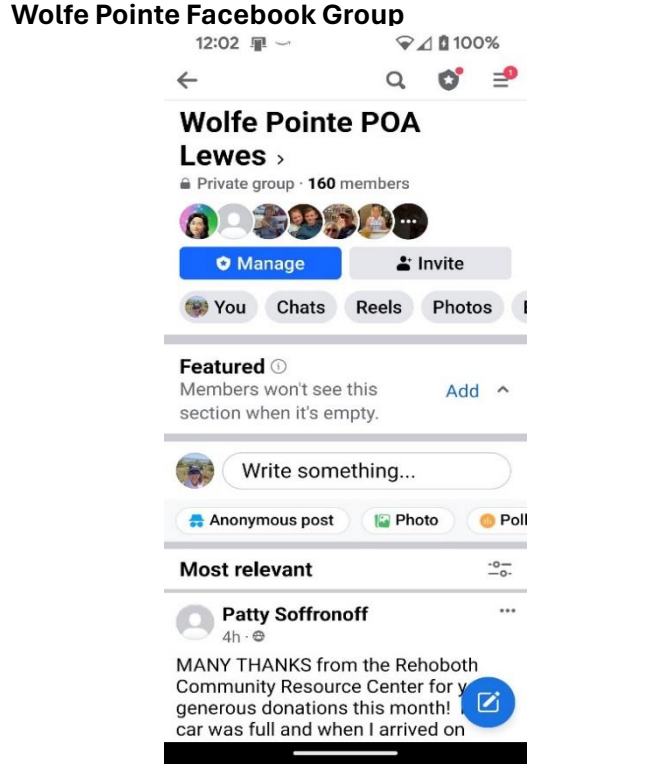 Wolfe Pointe Facebook Group
12:02 100%
1
Wolfe Pointe POA
Lewes >
Private group · 160 members
Manage Invite
You Chats Reels Photos
Featured
Members won't see this
section when it's empty.
Add
Write something...
Anonymous post Photo Poll
Most relevant
Patty Soffronoff
4h ·
MANY THANKS from the Rehoboth
Community Resource Center for
generous donations this month!
car was full and when I arrived on